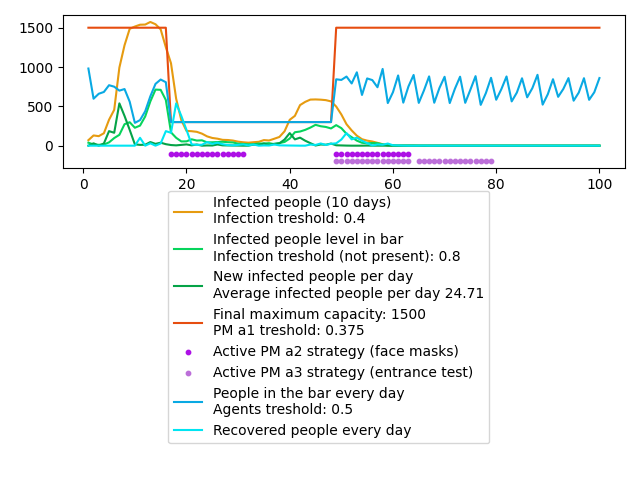 1500
1000
500
0
0 20 40 60 80 100
Infected people (10 days)
Infection treshold: 0.4
Infected people level in bar
Infection treshold (not present): 0.8
New infected people per day
Average infected people per day 24.71
Final maximum capacity: 1500
PM a1 treshold: 0.375
Active PM a2 strategy (face masks)
Active PM a3 strategy (entrance test)
People in the bar every day
Agents treshold: 0.5
Recovered people every day